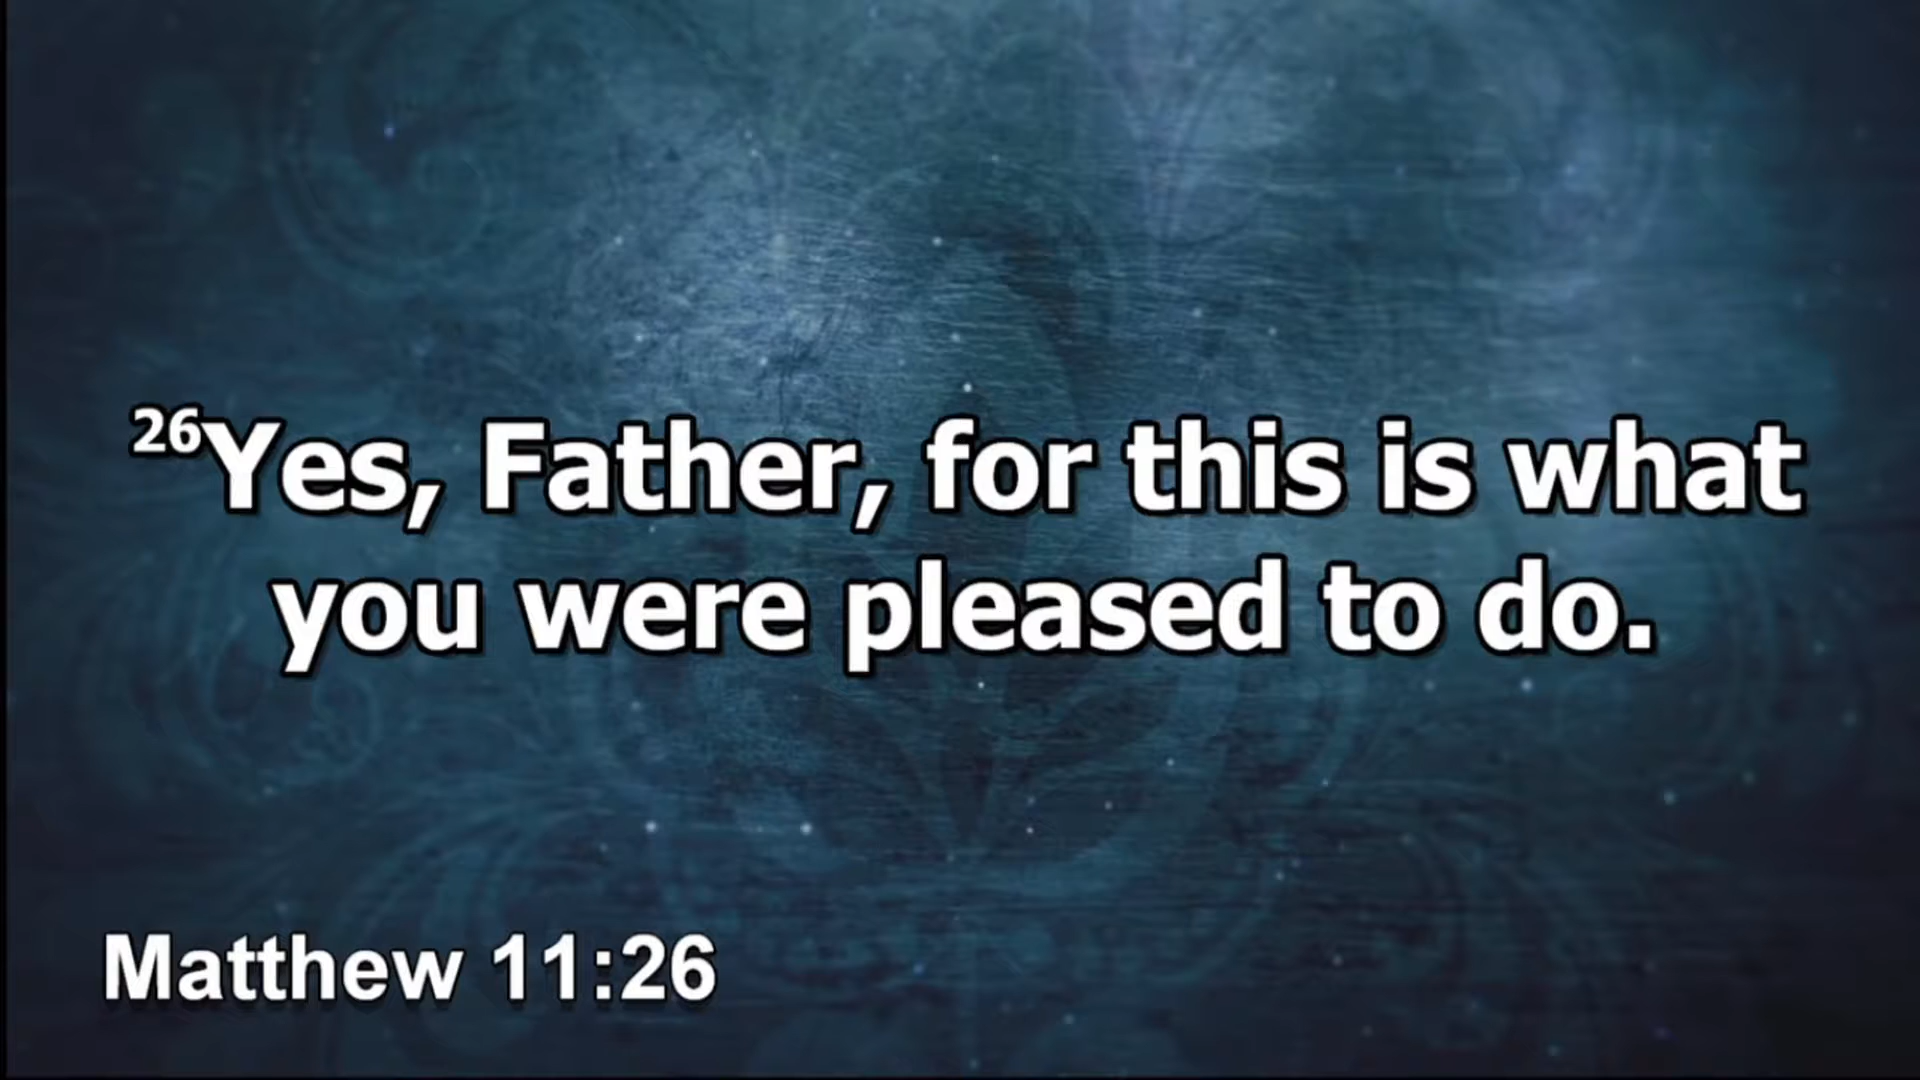 26Yes, Father, for this is what
you were pleased to do.
Matthew 11:26